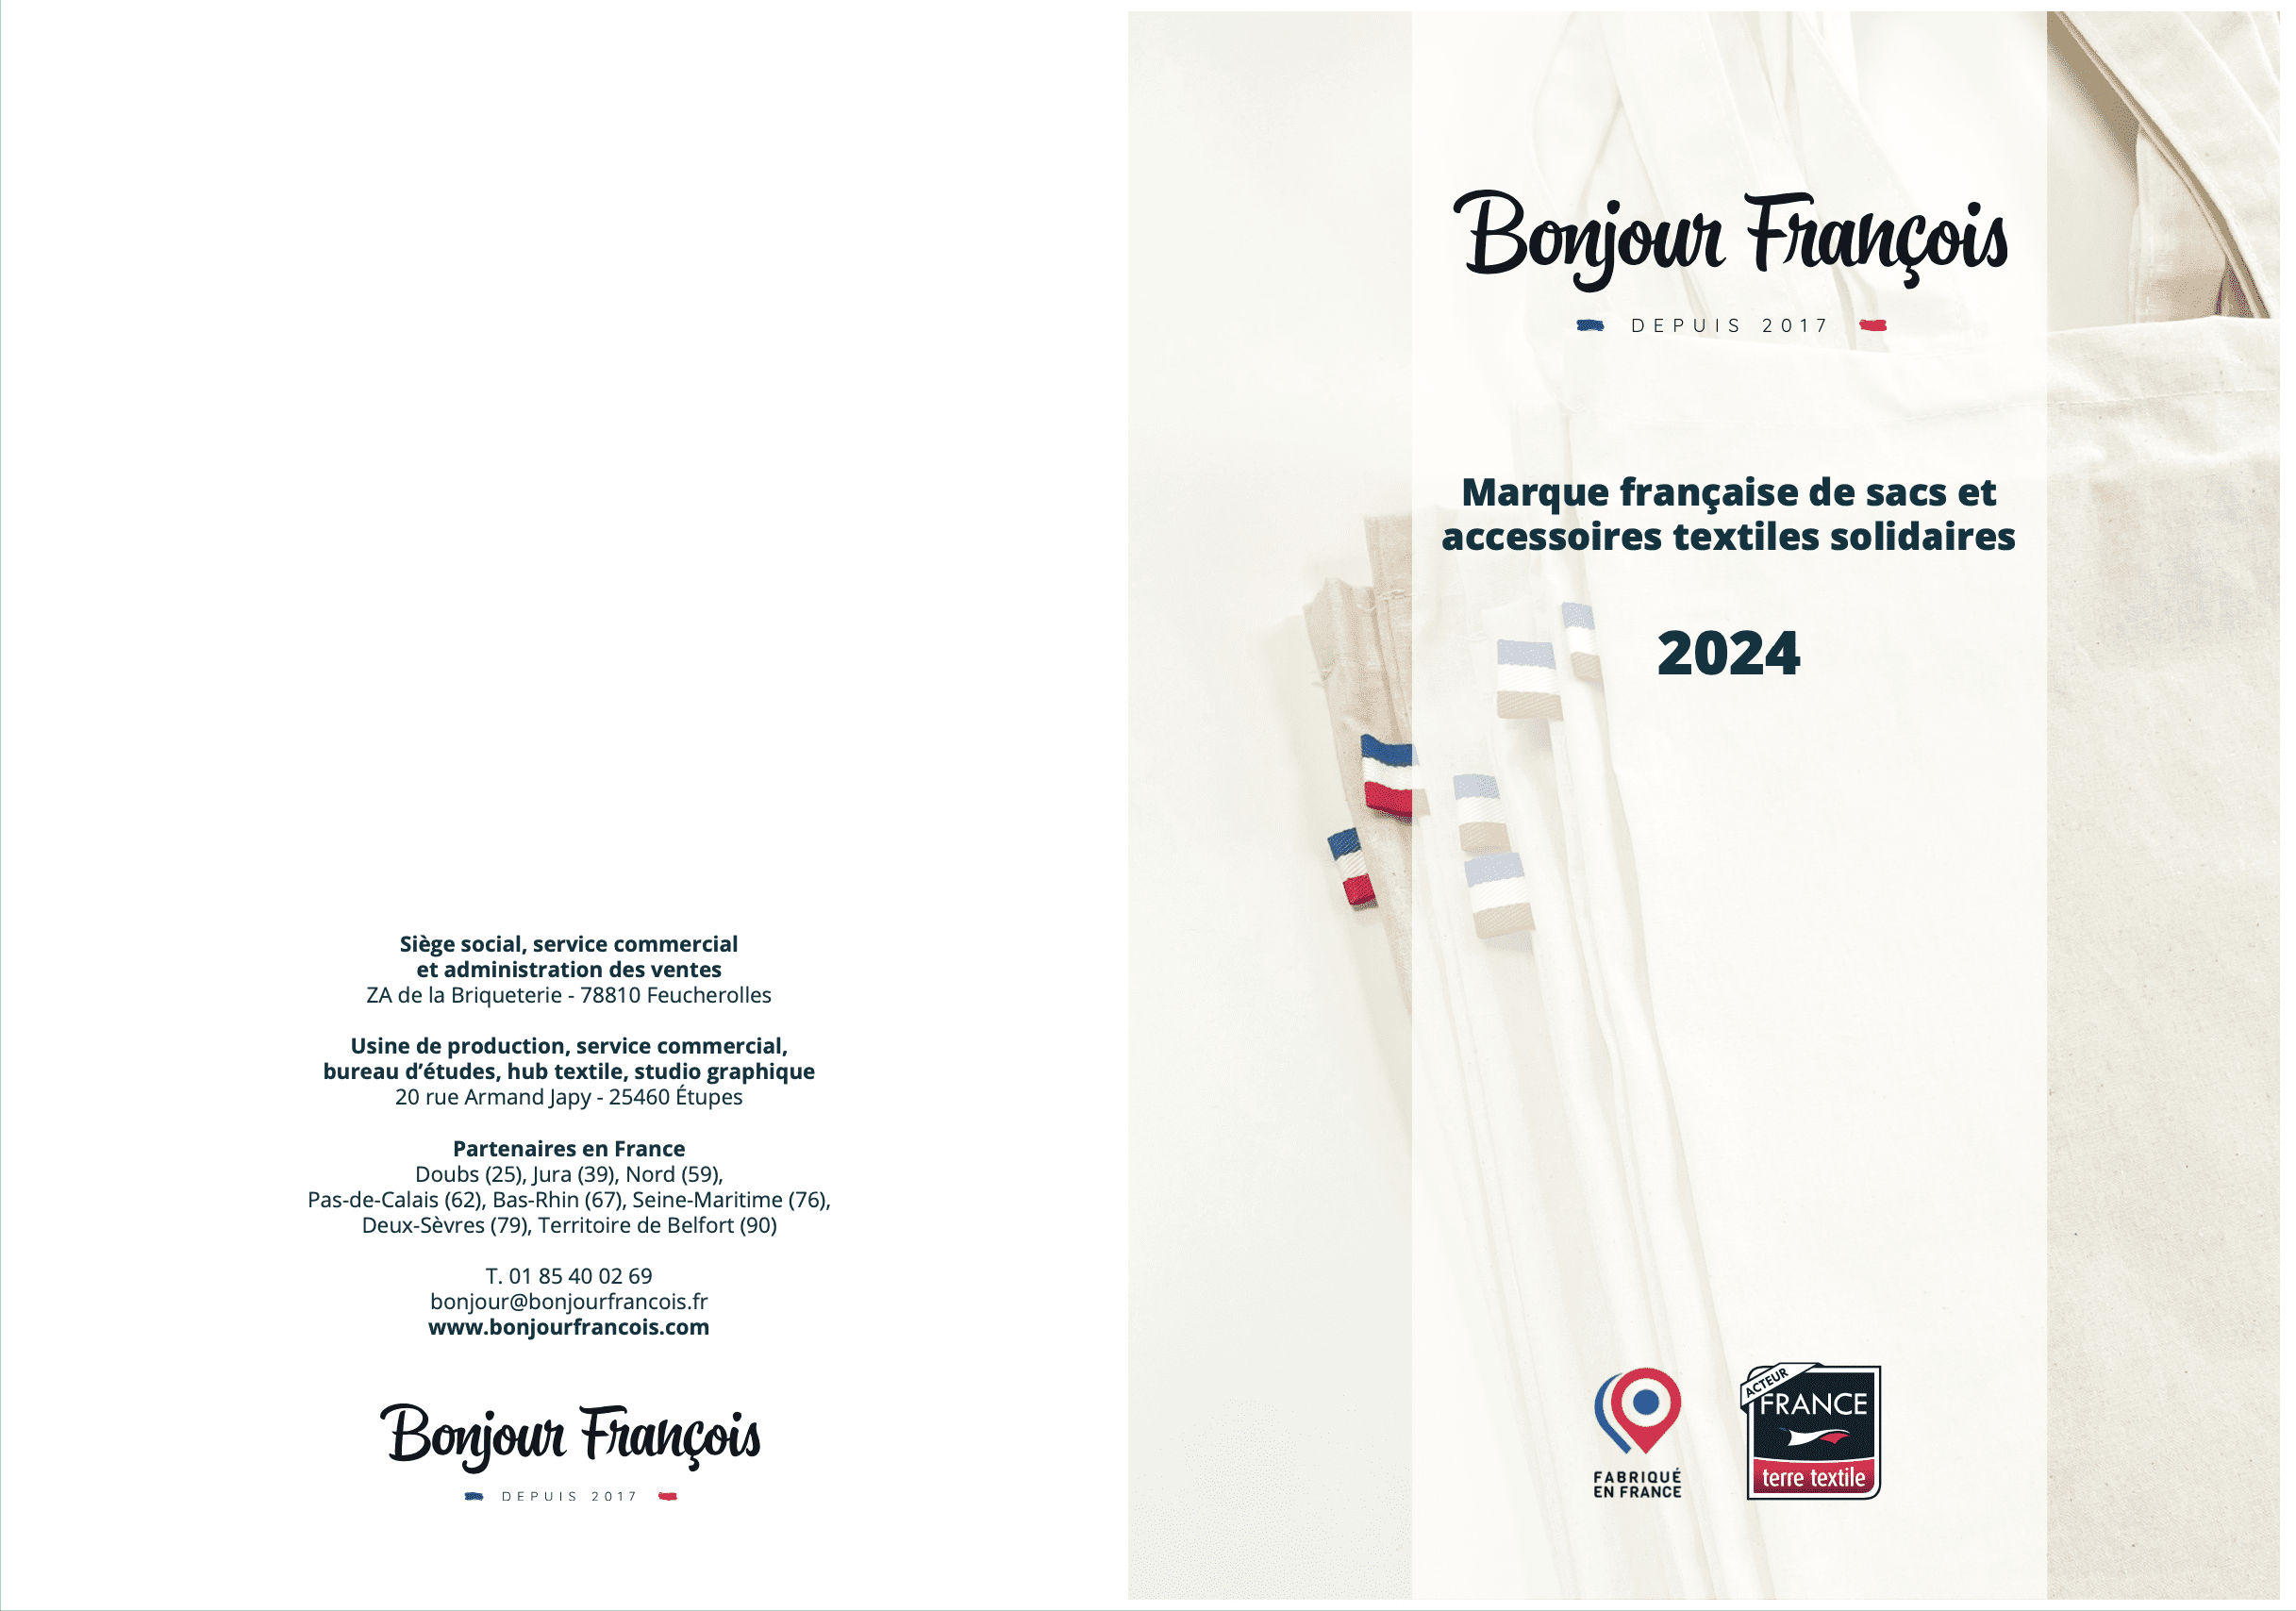 Siège social, service commercial
et administration des ventes
ZA de la Briqueterie - 78810 Feucherolles
Usine de production, service commercial,
bureau d’études, hub textile, studio graphique
20 rue Armand Japy - 25460 Étupes
Partenaires en France
Doubs (25), Jura (39), Nord (59),
Pas-de-Calais (62), Bas-Rhin (67), Seine-Maritime (76),
Deux-Sèvres (79), Territoire de Belfort (90)
T. 01 85 40 02 69
bonjour@bonjourfrancois.fr
www.bonjourfrancois.com
Bonjour François
DEPUIS 2017
Bonjour François
DEPUIS 2017
Marque française de sacs et
accessoires textiles solidaires
2024
FABRIQUÉ
EN FRANCE
ACTEUR
FRANCE
terre textile